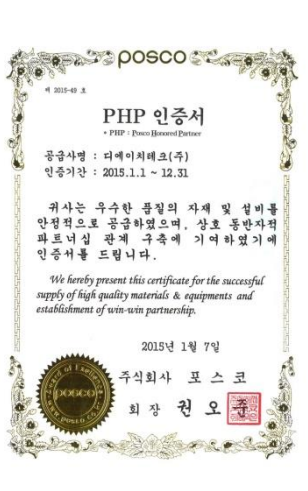 posco
제 2015-49 호
PHP 인증서
* PHP : Posco Honored Partner
공급사명 : 디에이치테크(주)
인증기간 : 2015.1.1 ~ 12.31
귀사는 우수한 품질의 자재 및 설비를
안정적으로 공급하였으며, 상호 동반자적
파트너십 관계 구축에 기여하였기에
인증서를 드립니다.
We hereby present this certificate for the successful
supply of high quality materials & equipments and
establishment of win-win partnership.
2015년 1월 7일
주식회사 포스코
회장 권오준
posco